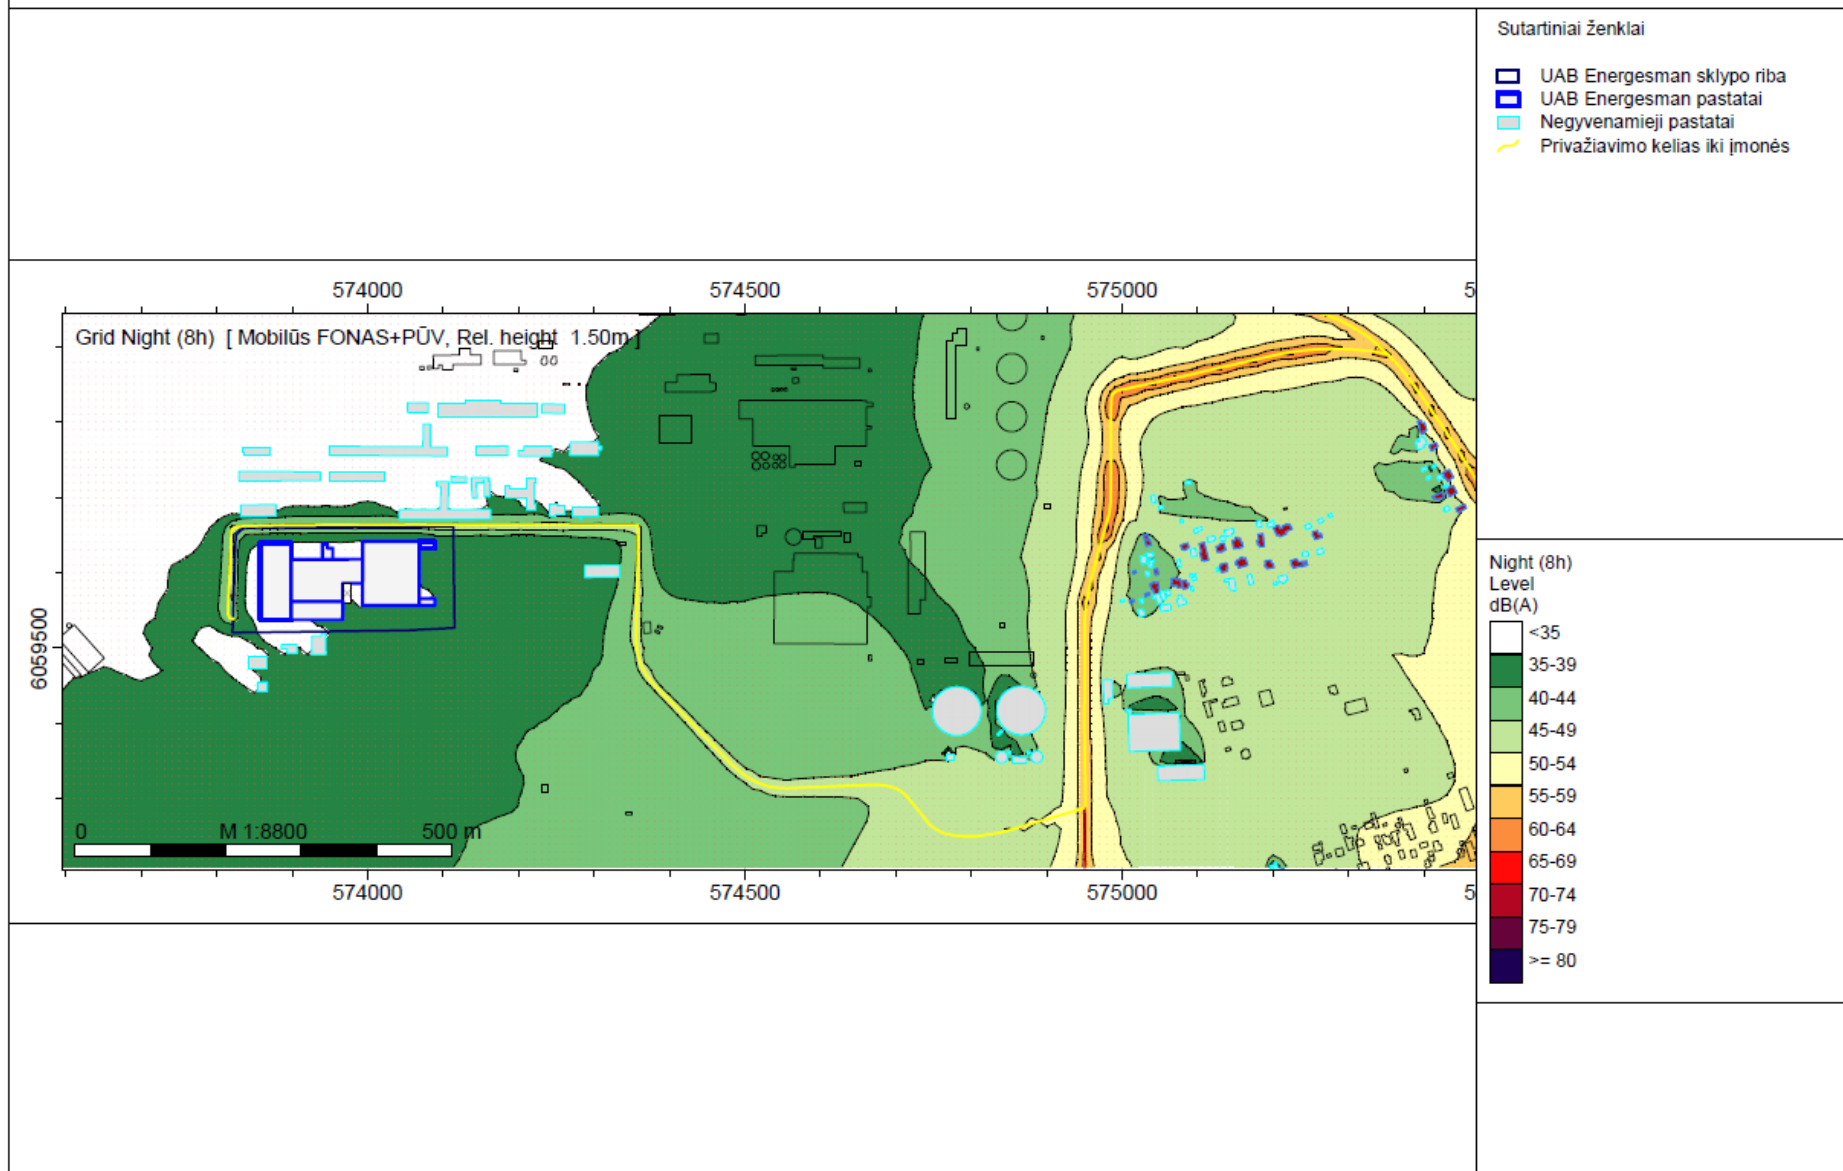 Sutartiniai ženklai
UAB Energesman sklypo riba
UAB Energesman pastatai
Negyvenamieji pastatai
Privažiavimo kelias iki įmonės
574000
574500
575000
5
Grid Night (8h) [ Mobilūs FONAS+PŪV, Rel. height 1.50m ]
6059500
0
M 1:8800
500 m
574000
574500
575000
5
Night (8h)
Level
dB(A)
<35
35-39
40-44
45-49
50-54
55-59
60-64
65-69
70-74
75-79
>= 80